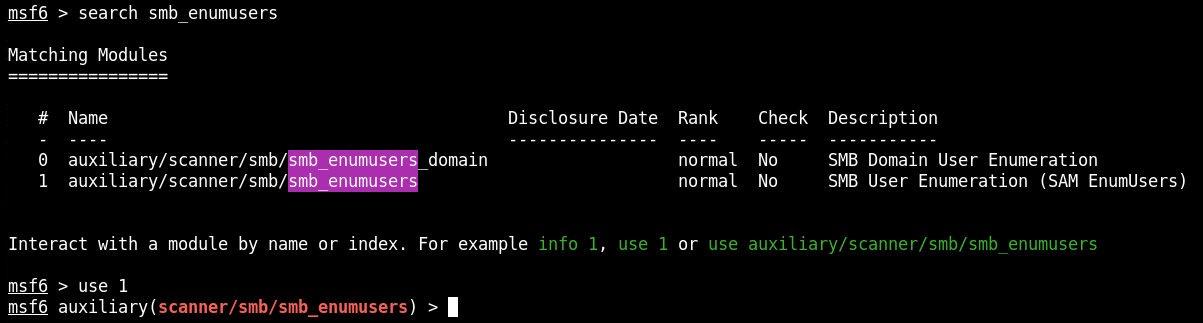 msf6 > search smb_enumusers
Matching Modules
================
#  Name                                        Disclosure Date  Rank    Check  Description
-  ----                                        ---------------  ----    -----  -----------
0  auxiliary/scanner/smb/smb_enumusers_domain                   normal  No     SMB Domain User Enumeration
1  auxiliary/scanner/smb/smb_enumusers                          normal  No     SMB User Enumeration (SAM EnumUsers)
Interact with a module by name or index. For example info 1, use 1 or use auxiliary/scanner/smb/smb_enumusers
msf6 > use 1
msf6 auxiliary(scanner/smb/smb_enumusers) >